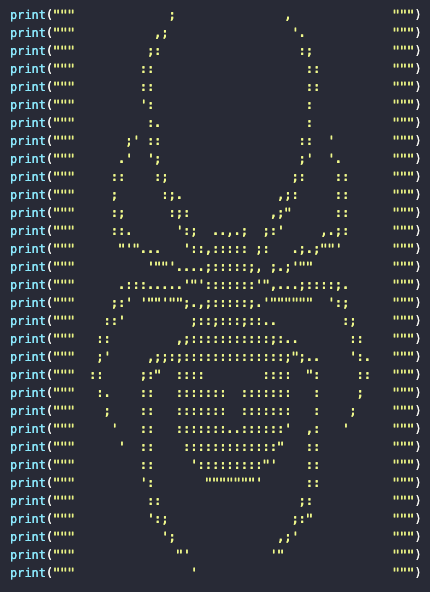 print("""             ;               ,              """)
print("""           ,;                 '.            """)
print("""          ;:                   :;           """)
print("""         ::                     ::          """)
print("""         ::                     ::          """)
print("""         ':                     :           """)
print("""          :.                    :           """)
print("""       ;' ::                   ::  '        """)
print("""      .'  ';                   ;'  '.       """)
print("""     ::    :;                 ;:    ::      """)
print("""     ;      :;.             ,;:     ::      """)
print("""     :;      :;:           ,;"      ::      """)
print("""     ::.      ':;  ..,.;  ;:'     ,.;:      """)
print("""      "'"...   '::,::::: ;:   .;.;""'       """)
print("""          '"""'....,;::::;, ;.;'""          """)
print("""      .:::.....'"':::::::'",...;::::;.      """)
print("""     ;:' '""'"";.,;:::::;.'""""""  ':;      """)
print("""    ::'         ;::;:::;::..         :;     """)
print("""   ::         ,;:::::::::::;:..       ::    """)
print("""   ;'     ,;;:;::::::::::::::;";..    ':.   """)
print("""  ::     ;:"  ::::        ::::  ":     ::   """)
print("""   :.    ::   :::::::  :::::::   :     ;    """)
print("""    ;    ::   :::::::  :::::::   :    ;     """)
print("""     '   ::   :::::::..:::::::'  ,:   '     """)
print("""      '  ::    :::::::::::::"   ::          """)
print("""         ::     ':::::::::"'    ::          """)
print("""         ':       """""""'      ::          """)
print("""          ::                   ;:           """)
print("""          ':;                 ;:"           """)
print("""            ';              ,;'             """)
print("""              "'           '"               """)
print("""                '                           """)